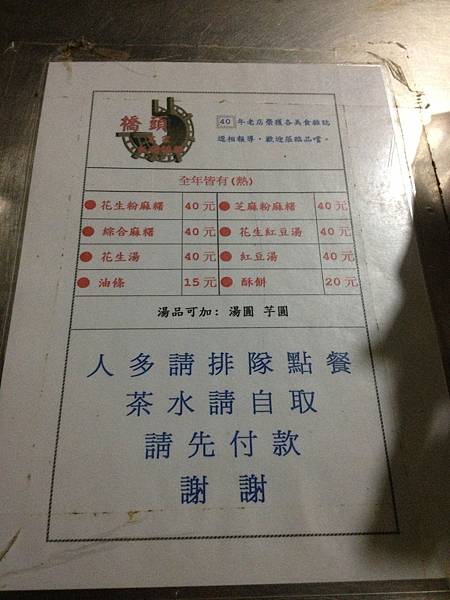 橋頭
40 年老店榮獲各美食雜誌
選相報導，歡迎蒞臨品嚐。
全年皆有(熱)
花生粉麻糬 40元 芝麻粉麻糬 40元
綜合麻糬 40元 花生紅豆湯 40元
花生湯 40元 紅豆湯 40元
油條 15元 酥餅 20元
湯品可加: 湯圓 芋圓
人多請排隊點餐
茶水請自取
請先付款
謝謝